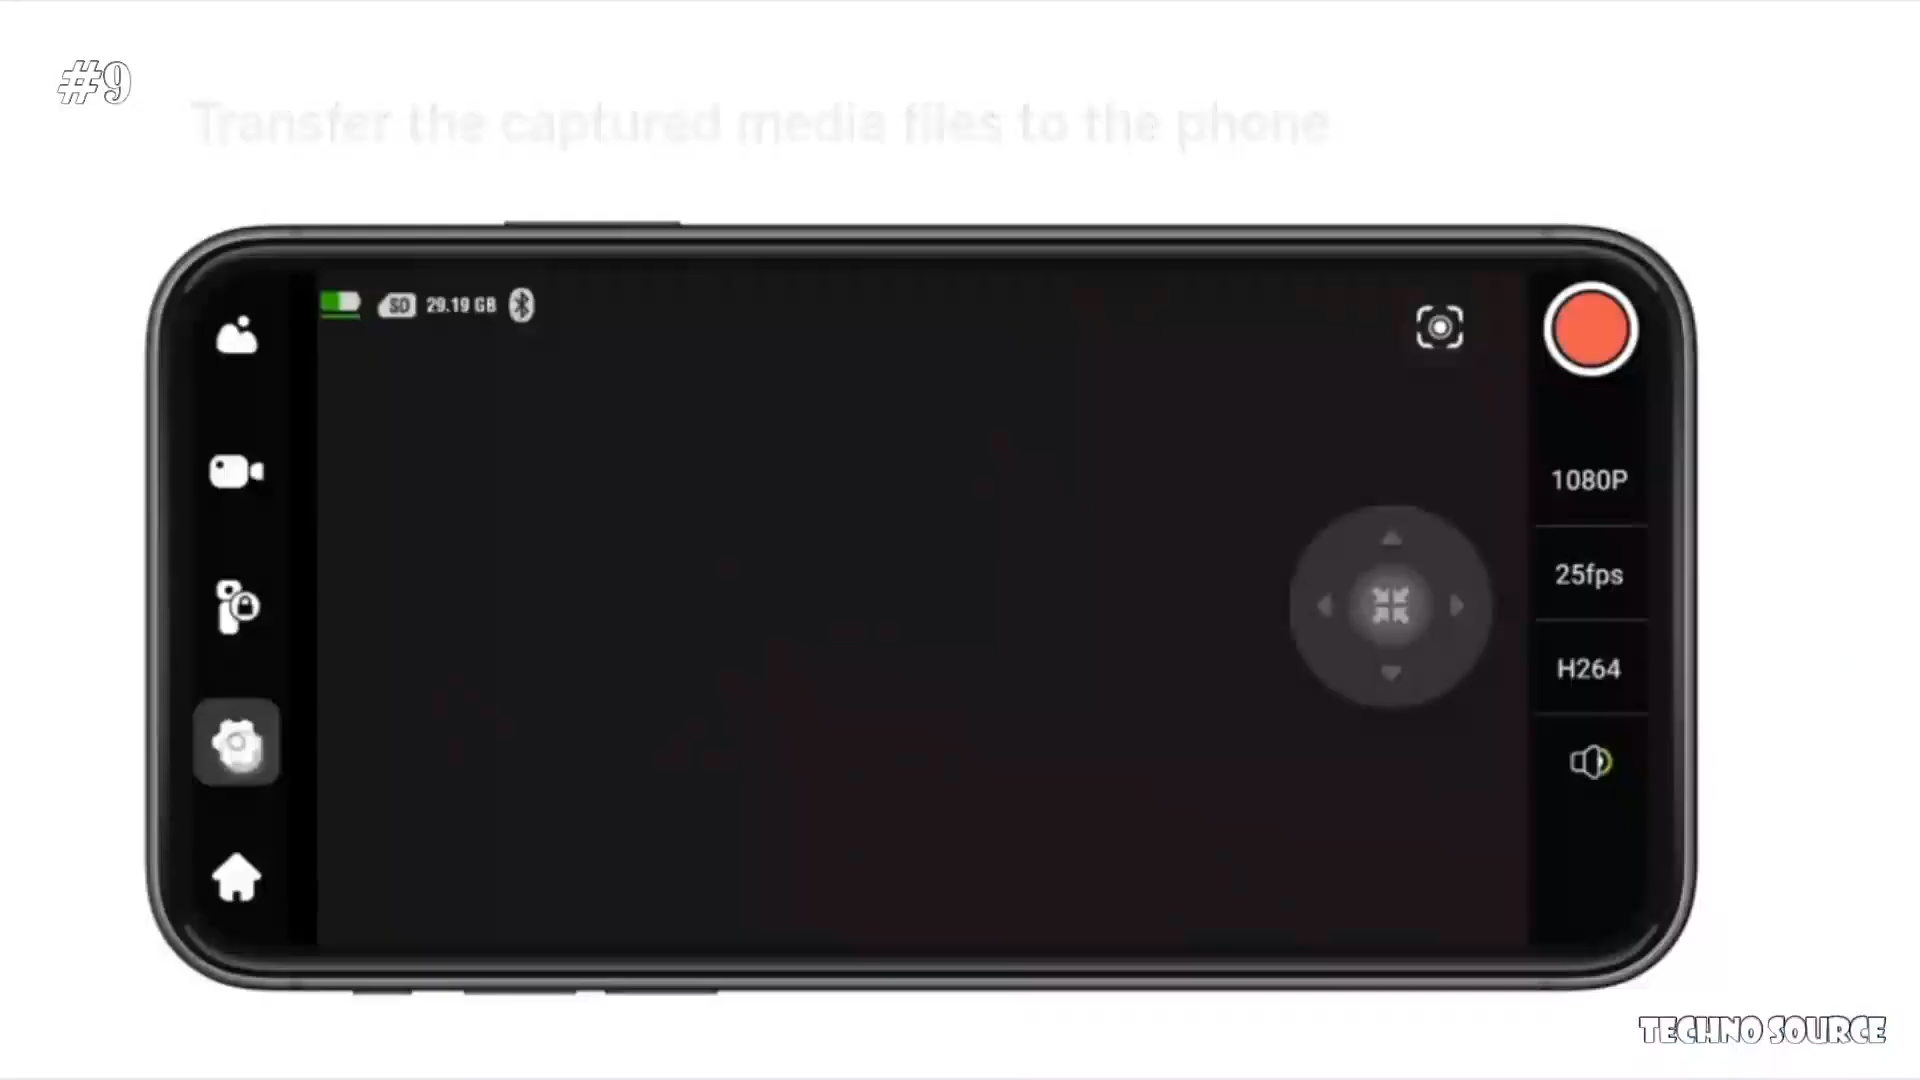 #9
Transfer the captured media files to the phone
SD 29.19 GB
1080P
25fps
H264
TECHNO SOURCE